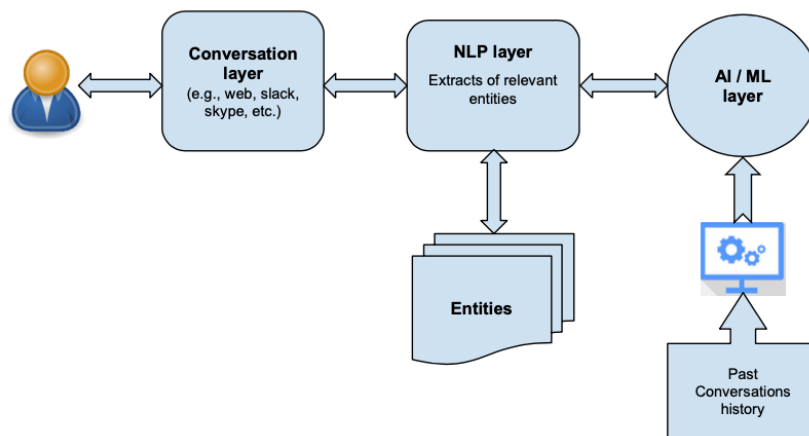 Conversation
layer
(e.g., web, slack,
skype, etc.)
NLP layer
Extracts of relevant
entities
AI / ML
layer
Entities
Past
Conversations
history